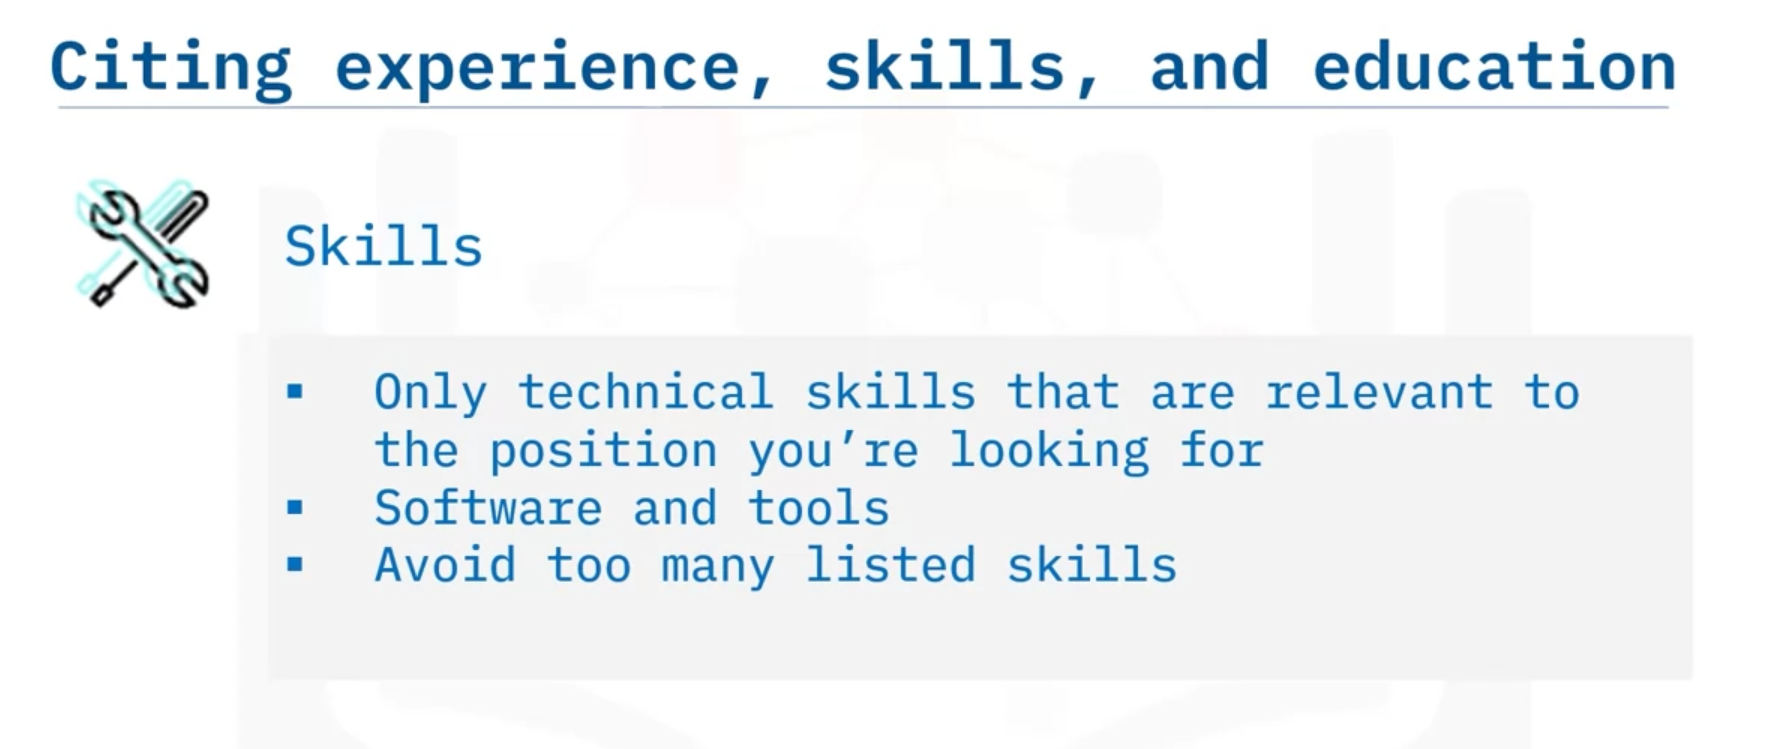 Citing experience, skills, and education
Skills
▪ Only technical skills that are relevant to
the position you’re looking for
▪ Software and tools
▪ Avoid too many listed skills